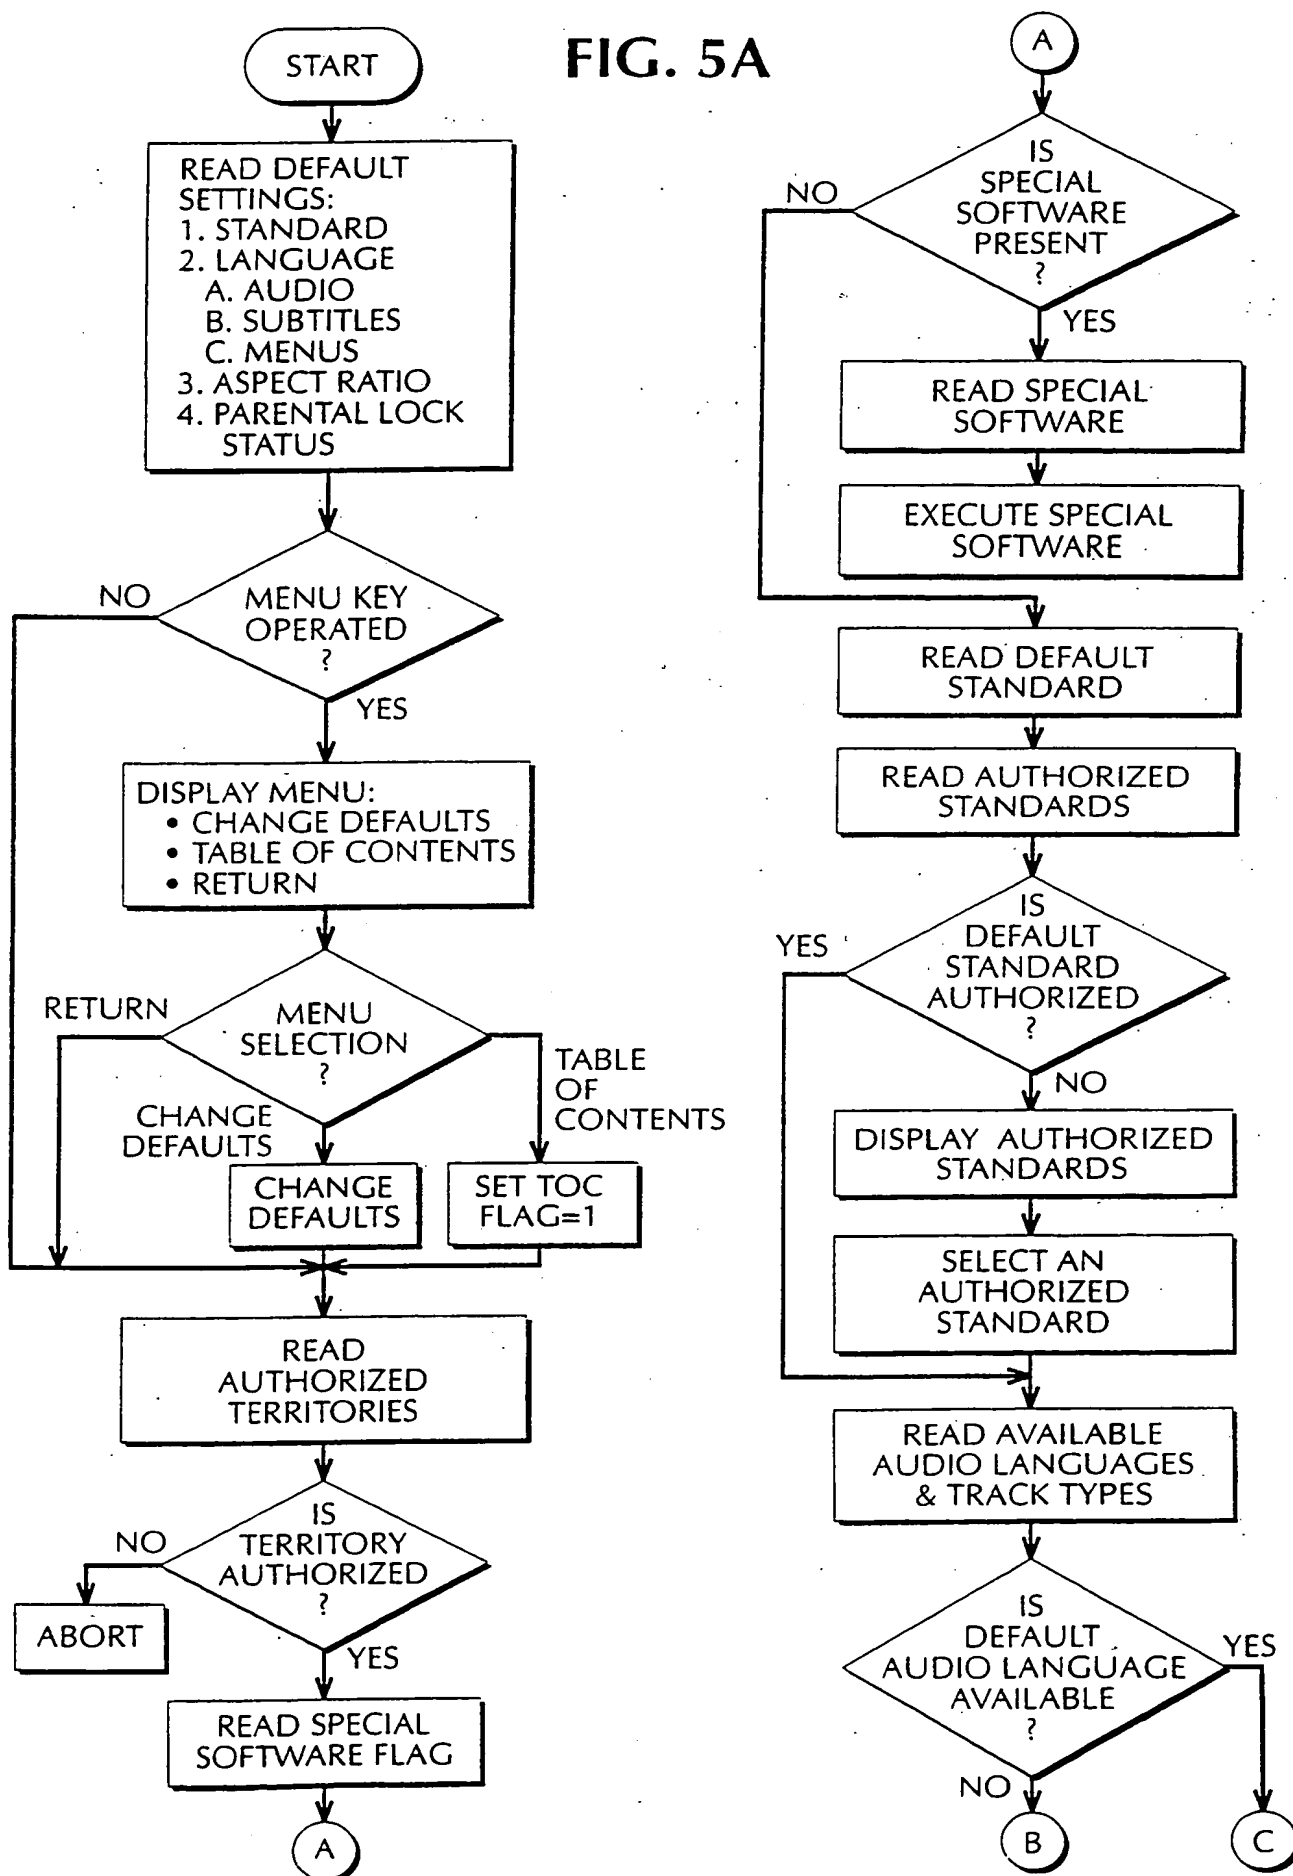 FIG. 5A
START
READ DEFAULT
SETTINGS:
1. STANDARD
2. LANGUAGE
A. AUDIO
B. SUBTITLES
C. MENUS
3. ASPECT RATIO
4. PARENTAL LOCK
STATUS
MENU KEY
OPERATED
?
NO
YES
DISPLAY MENU:
• CHANGE DEFAULTS
• TABLE OF CONTENTS
• RETURN
MENU
SELECTION
?
RETURN
CHANGE
DEFAULTS
TABLE
OF
CONTENTS
CHANGE
DEFAULTS
SET TOC
FLAG=1
READ
AUTHORIZED
TERRITORIES
IS
TERRITORY
AUTHORIZED
?
NO
ABORT
YES
READ SPECIAL
SOFTWARE FLAG
A
A
IS
SPECIAL
SOFTWARE
PRESENT
?
NO
YES
READ SPECIAL
SOFTWARE
EXECUTE SPECIAL
SOFTWARE
READ DEFAULT
STANDARD
READ AUTHORIZED
STANDARDS
IS
DEFAULT
STANDARD
AUTHORIZED
?
YES
NO
DISPLAY AUTHORIZED
STANDARDS
SELECT AN
AUTHORIZED
STANDARD
READ AVAILABLE
AUDIO LANGUAGES
& TRACK TYPES
IS
DEFAULT
AUDIO LANGUAGE
AVAILABLE
?
YES
NO
B
C